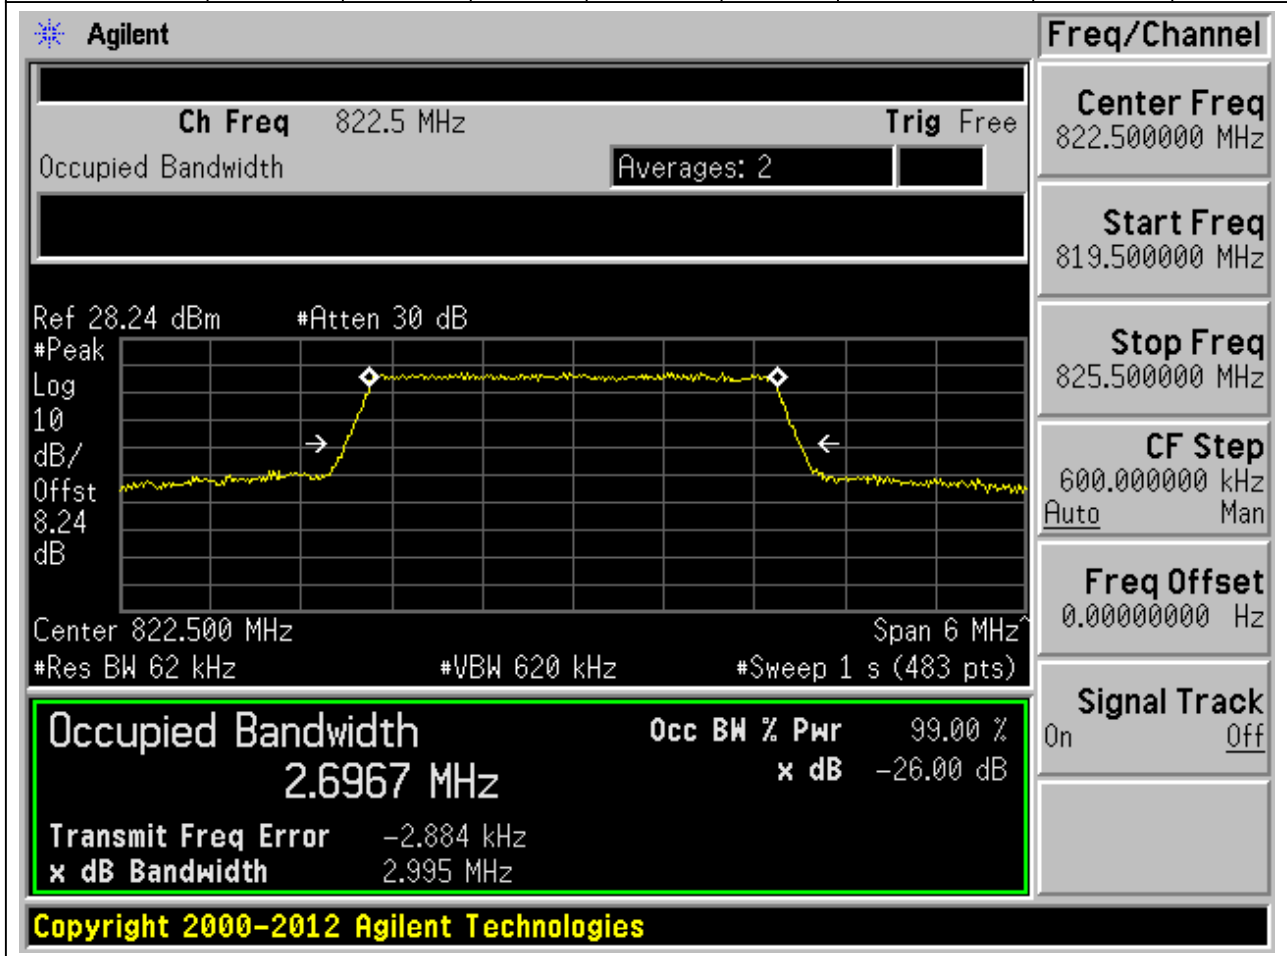 Agilent
Freq/Channel
Ch Freq 822.5 MHz Trig Free
Occupied Bandwidth Averages: 2
Center Freq
822.500000 MHz
Start Freq
819.500000 MHz
Stop Freq
825.500000 MHz
CF Step
600.000000 kHz
Auto Man
Freq Offset
0.00000000 Hz
Signal Track
On Off
Ref 28.24 dBm #Atten 30 dB
#Peak
Log
10
dB/
Offst
8.24
dB
Center 822.500 MHz Span 6 MHz^
#Res BW 62 kHz #VBW 620 kHz #Sweep 1 s (483 pts)
Occupied Bandwidth
2.6967 MHz
Occ BW % Pwr 99.00 %
x dB -26.00 dB
Transmit Freq Error -2.884 kHz
x dB Bandwidth 2.995 MHz
Copyright 2000-2012 Agilent Technologies